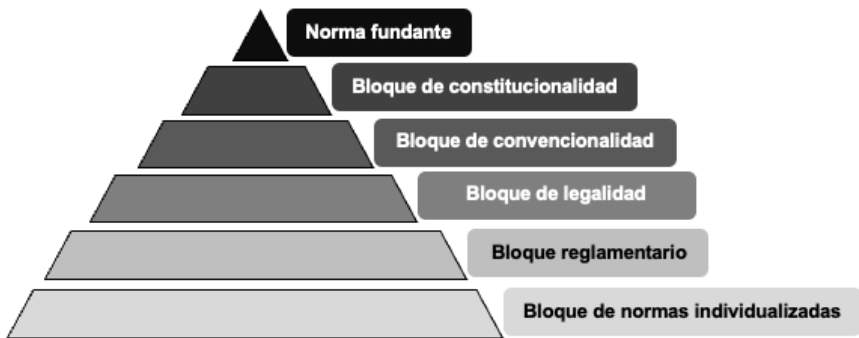 Norma fundante
Bloque de constitucionalidad
Bloque de convencionalidad
Bloque de legalidad
Bloque reglamentario
Bloque de normas individualizadas